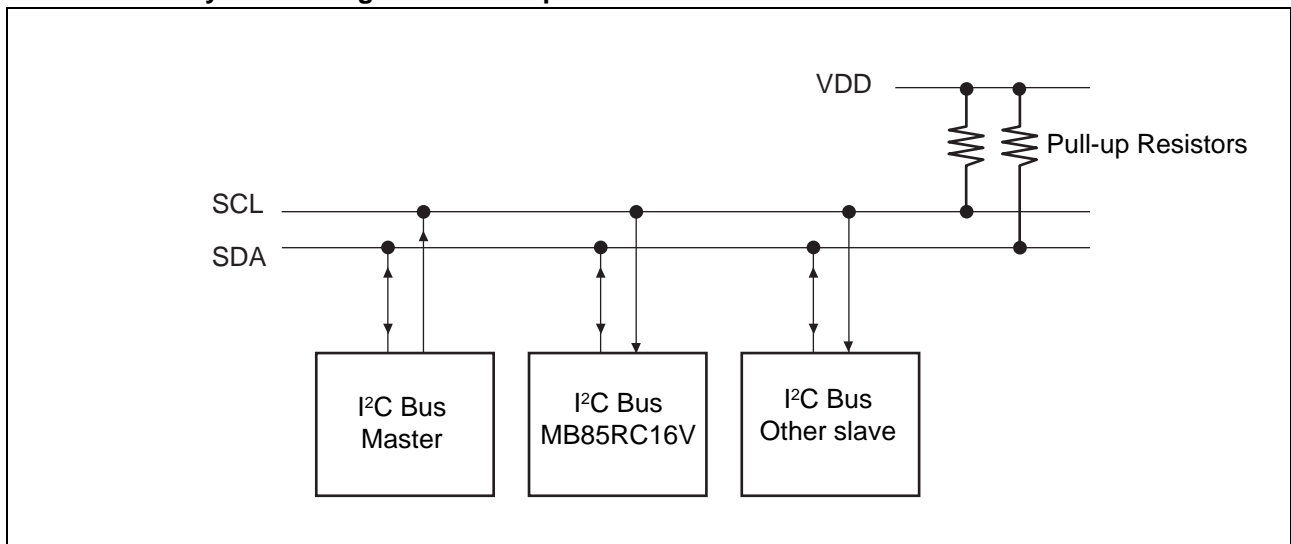 VDD
Pull-up Resistors
SCL
SDA
I²C Bus
Master
I²C Bus
MB85RC16V
I²C Bus
Other slave